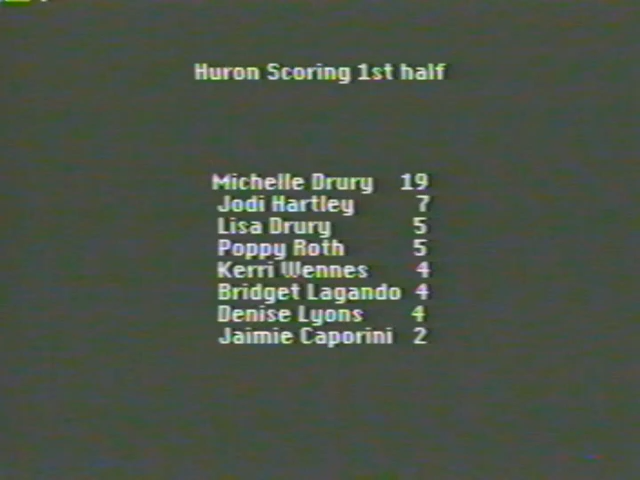 Huron Scoring 1st half
Michelle Drury 19
Jodi Hartley 7
Lisa Drury 5
Poppy Roth 5
Kerri Wennes 4
Bridget Lagando 4
Denise Lyons 4
Jaimie Caporini 2